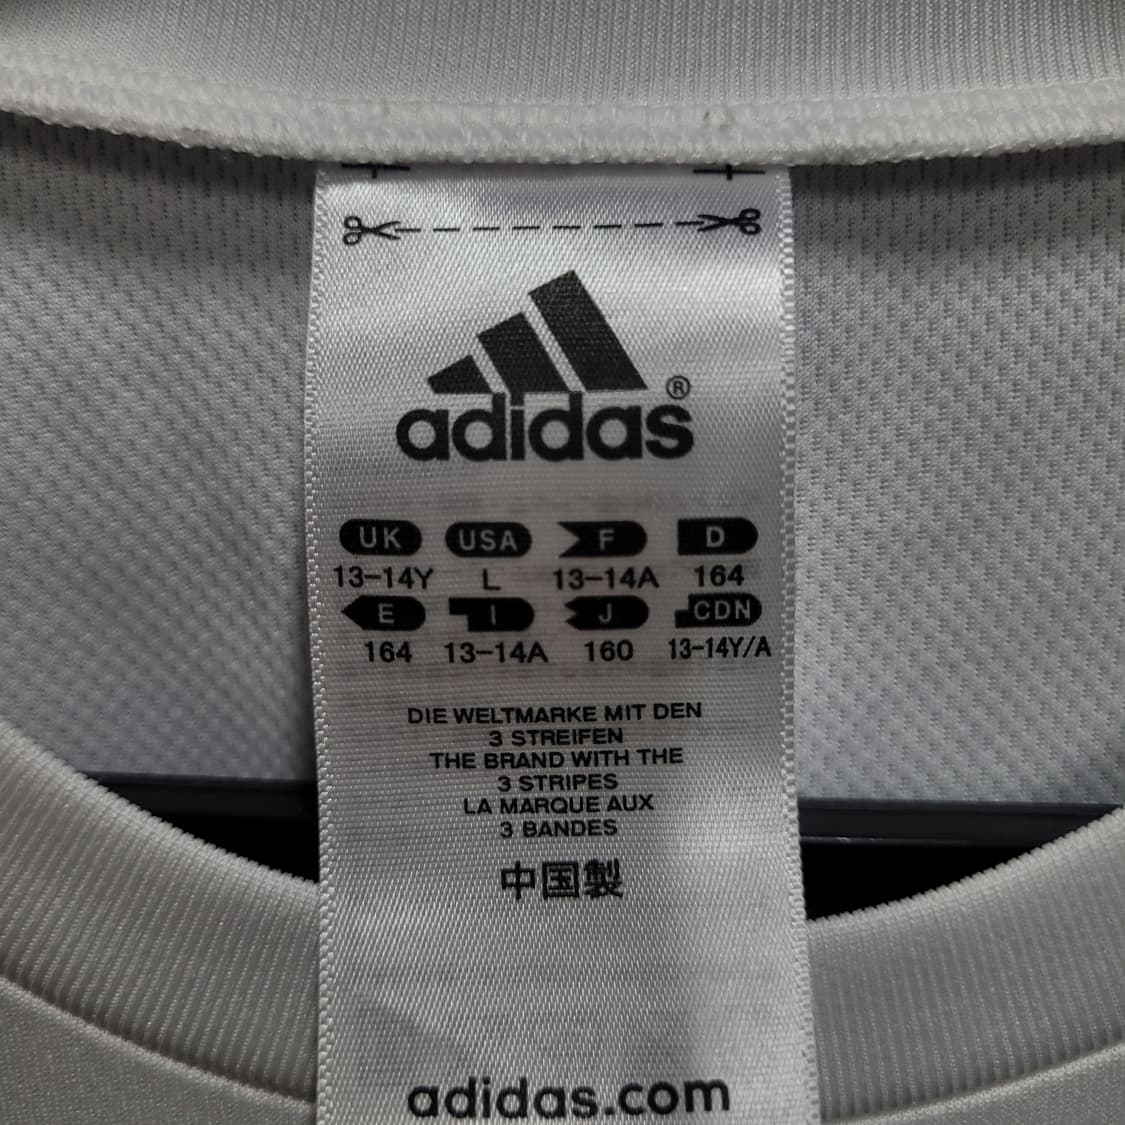 adidas®
UK USA F D
13-14Y L 13-14A 164
E I J CDN
164 13-14A 160 13-14Y/A
DIE WELTMARKE MIT DEN
3 STREIFEN
THE BRAND WITH THE
3 STRIPES
LA MARQUE AUX
3 BANDES
中国製
adidas.com